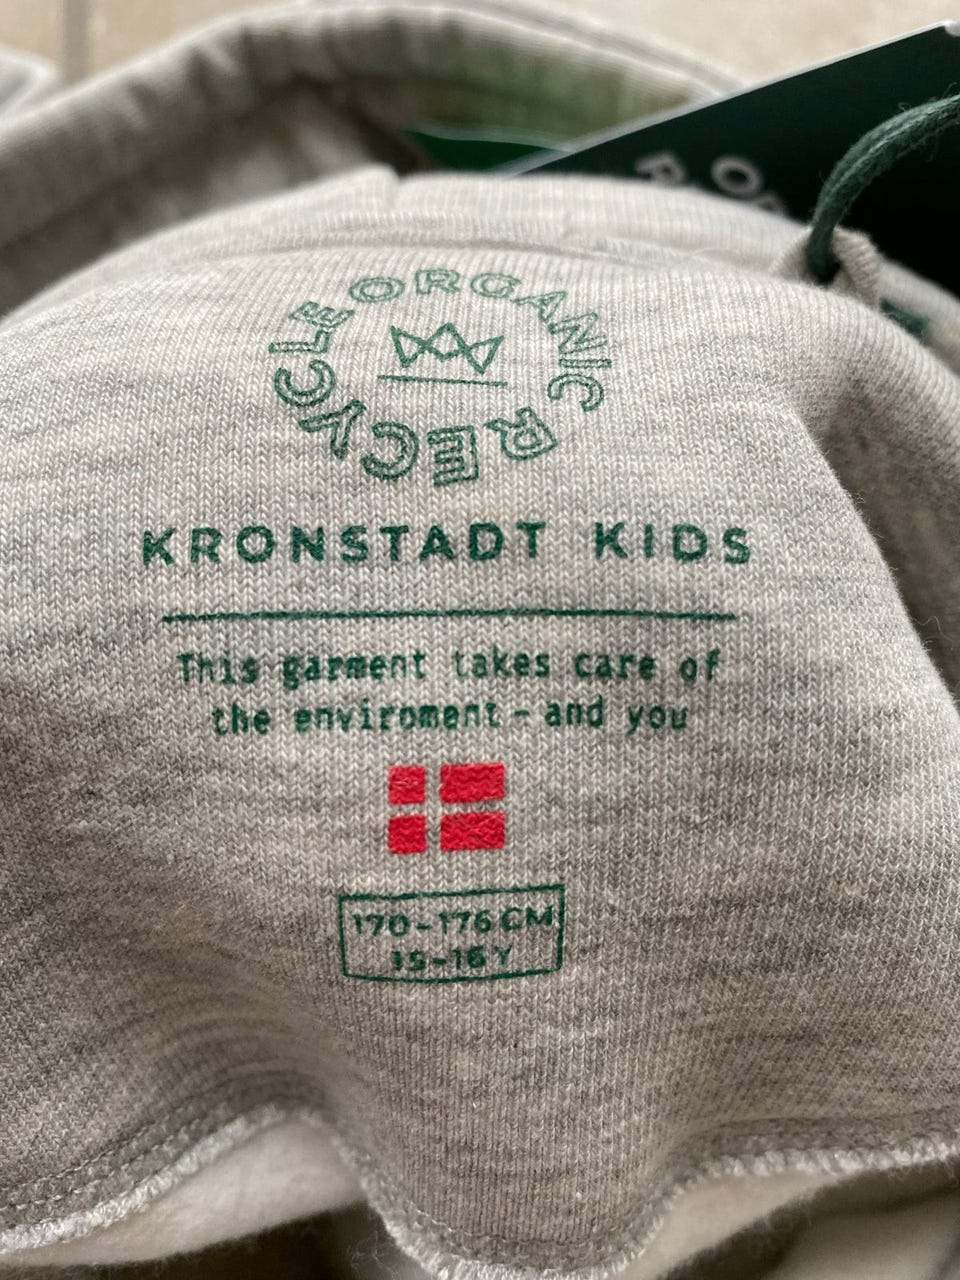 ORGANIC RECYCLE
KRONSTADT KIDS
This garment takes care of
the enviroment - and you
170-176 CM
15-16 Y